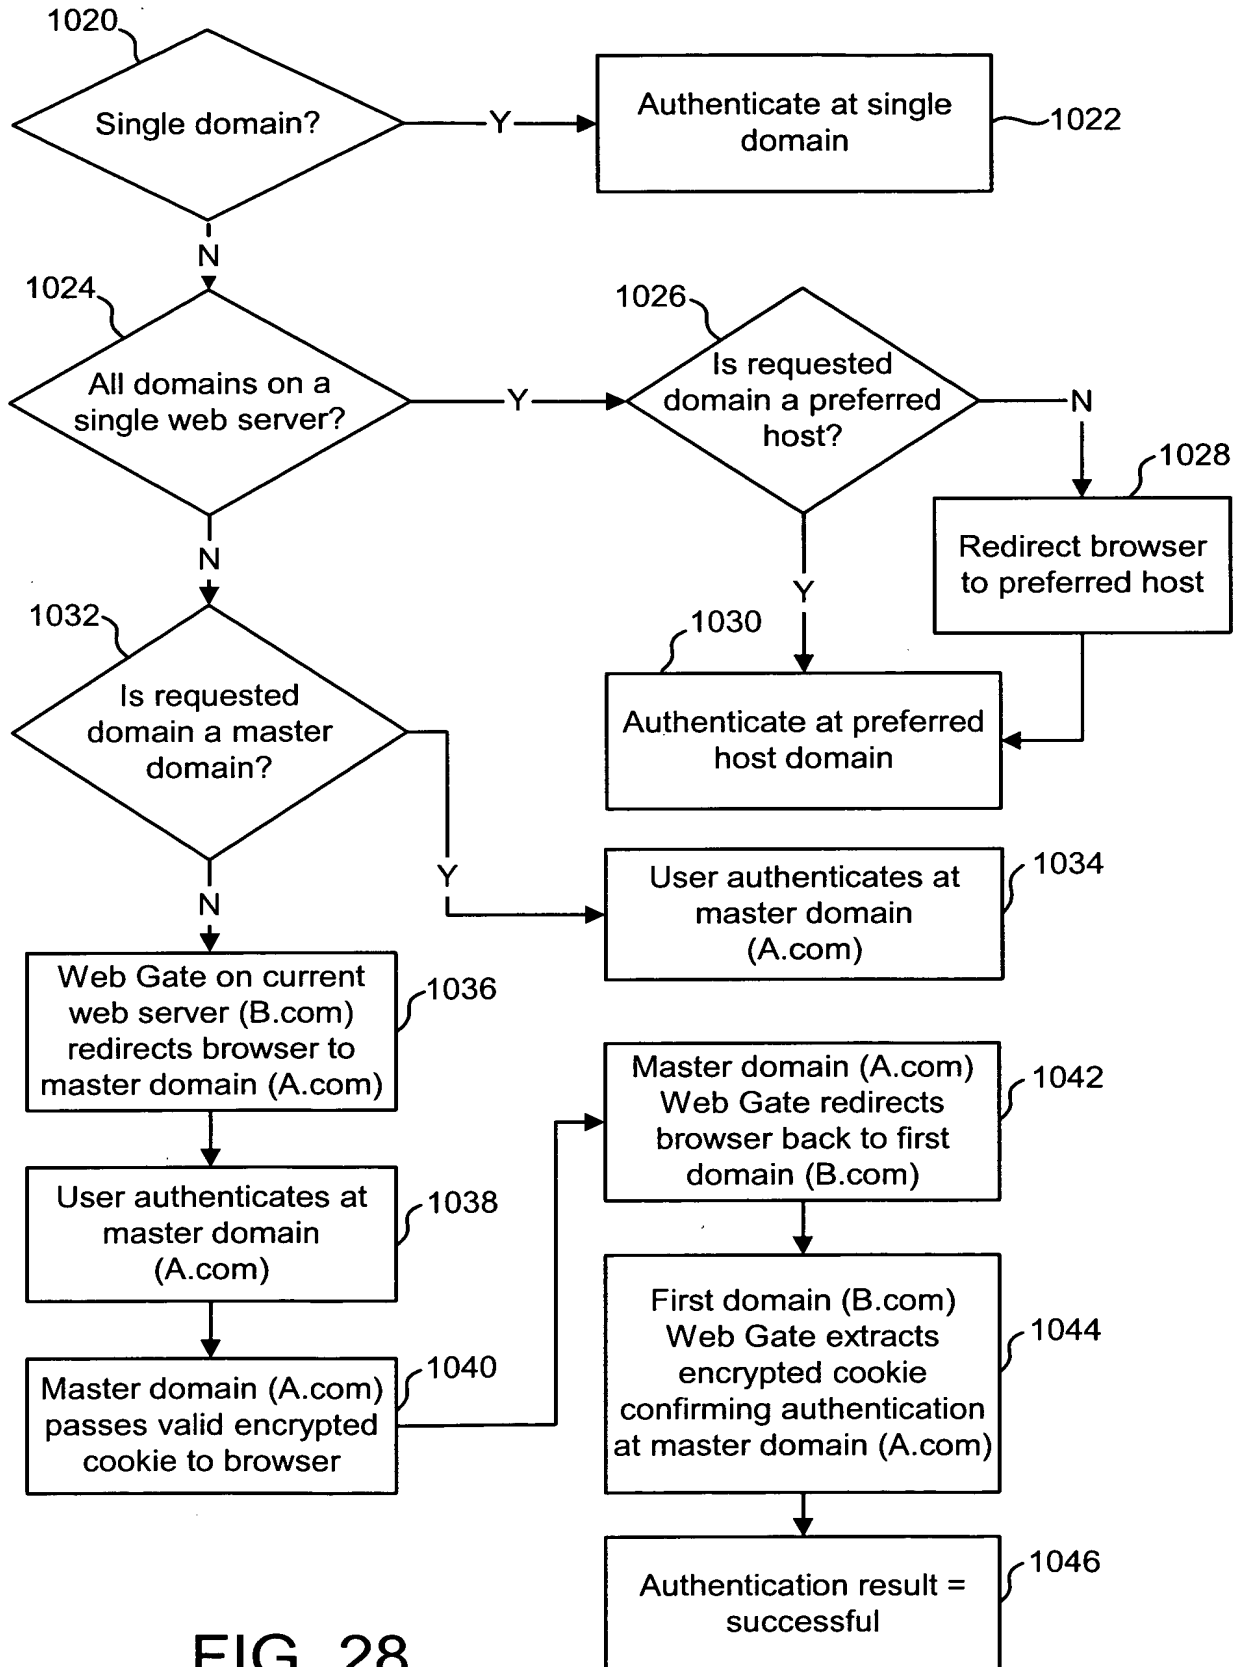 1020
Single domain?
Y
Authenticate at single
domain
1022
N
1024
All domains on a
single web server?
Y
1026
Is requested
domain a preferred
host?
N
1028
Redirect browser
to preferred host
Y
1030
Authenticate at preferred
host domain
N
1032
Is requested
domain a master
domain?
Y
1034
User authenticates at
master domain
(A.com)
N
Web Gate on current
web server (B.com)
redirects browser to
master domain (A.com)
1036
User authenticates at
master domain
(A.com)
1038
Master domain (A.com)
passes valid encrypted
cookie to browser
1040
Master domain (A.com)
Web Gate redirects
browser back to first
domain (B.com)
1042
First domain (B.com)
Web Gate extracts
encrypted cookie
confirming authentication
at master domain (A.com)
1044
Authentication result =
successful
1046
FIG. 28